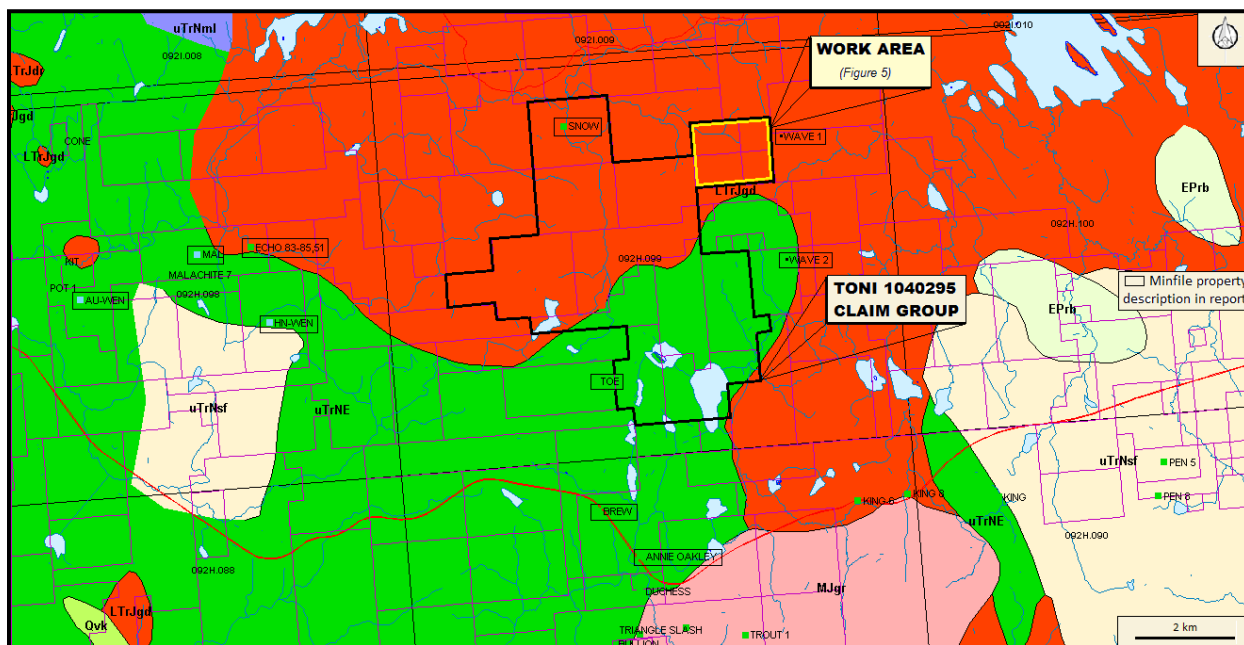 uTrNml
092I.008
092I.009
092I.010
WORK AREA
(Figure 5)
LTrJdr
Jgd
CONE
SNOW
WAVE 1
LTrJgd
LTrJgd
EPrb
092H.100
MAL
ECHO 83-85,51
KIT
MALACHITE 7
092H.099
WAVE 2
POT 1
092H.098
AU-WEN
TONI 1040295
CLAIM GROUP
Minfile property
description in report
HN-WEN
EPrb
TOE
uTrNsf
uTrNE
uTrNsf
PEN 5
KING 6
KING 8
KING
PEN 8
BREW
uTrNE
092H.090
ANNIE OAKLEY
092H.088
DUCHESS
MJgr
LTrJgd
Qvk
TRIANGLE SLASH
TROUT 1
BULLION
2 km